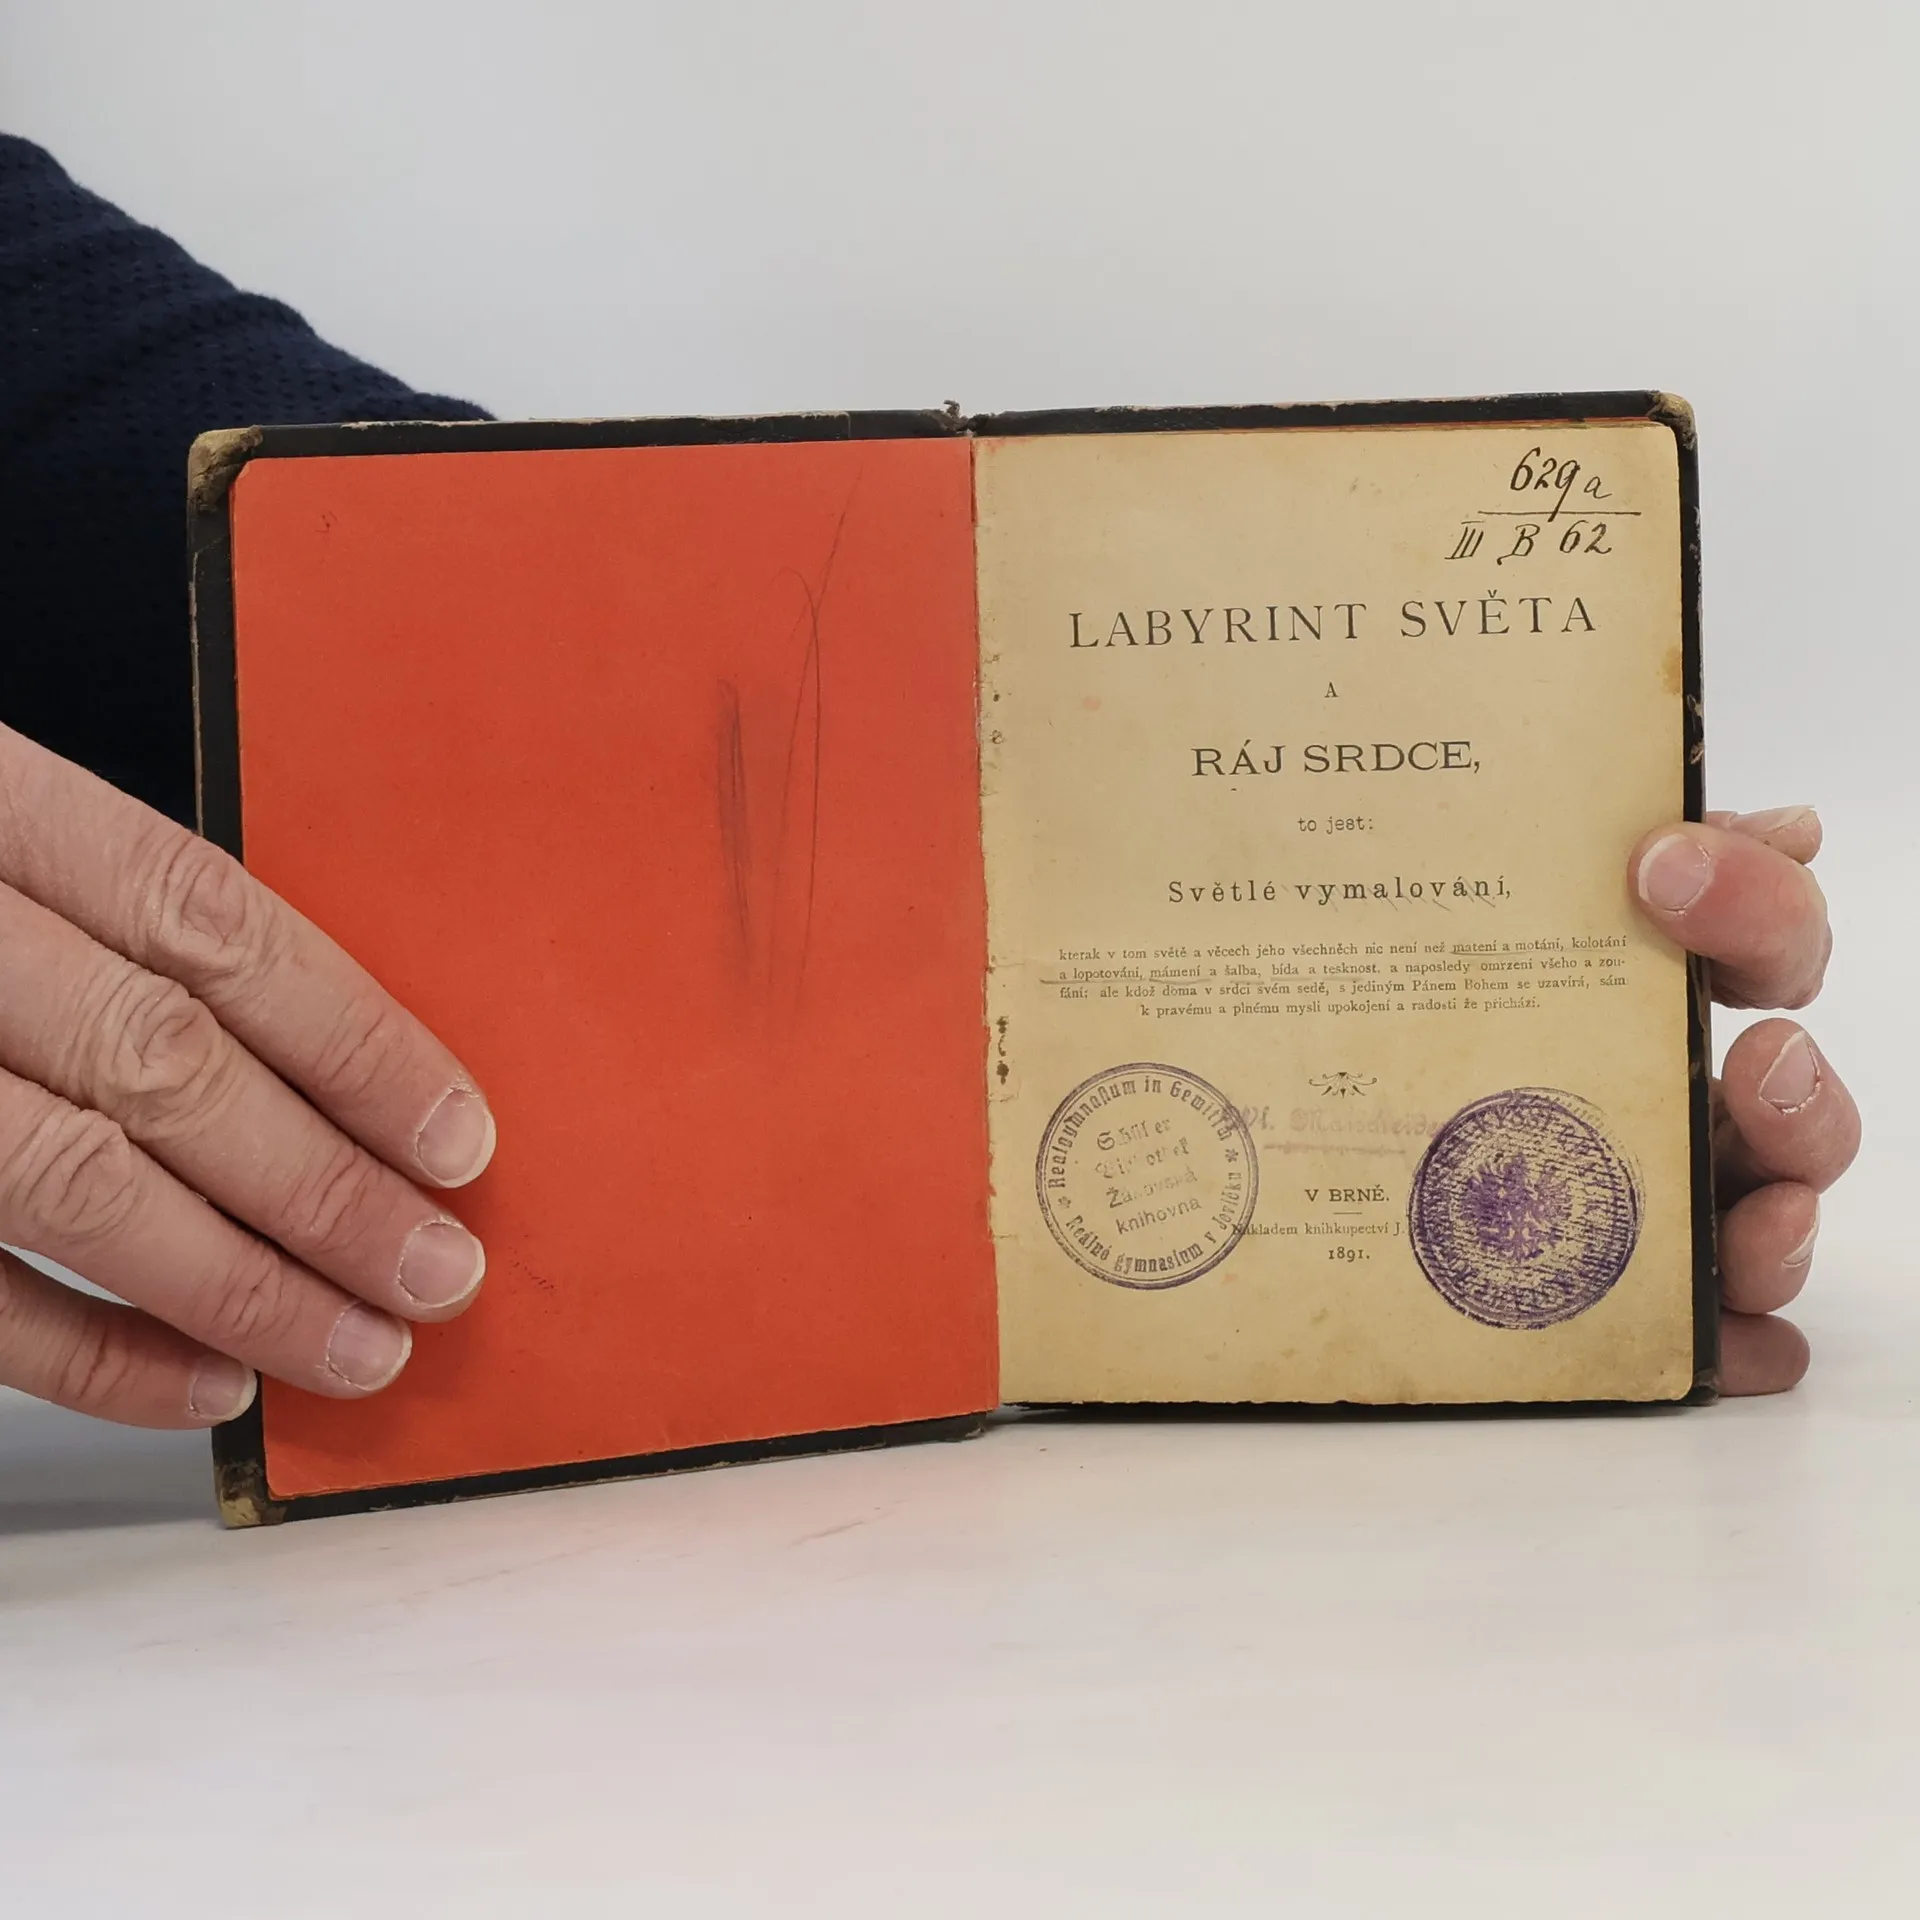 629a
III B 62
LABYRINT SVĚTA
A
RÁJ SRDCE,
to jest:
Světlé vymalování,
kterak v tom světě a věcech jeho všechněch nic není než matení a motání, kolotání
a lopotování, mámení a šalba, bída a tesknost, a naposledy omrzení všeho a zou-
fání; ale kdož doma v srdci svém sedě, s jediným Pánem Bohem se uzavírá, sám
k pravému a plnému mysli upokojení a radosti že přichází.
Realgymnasium in Gewitsch
Schüler
Žákovská
knihovna
Reálné gymnasium v Jevíčku
V BRNĚ.
Nákladem knihkupectví J.
1891.